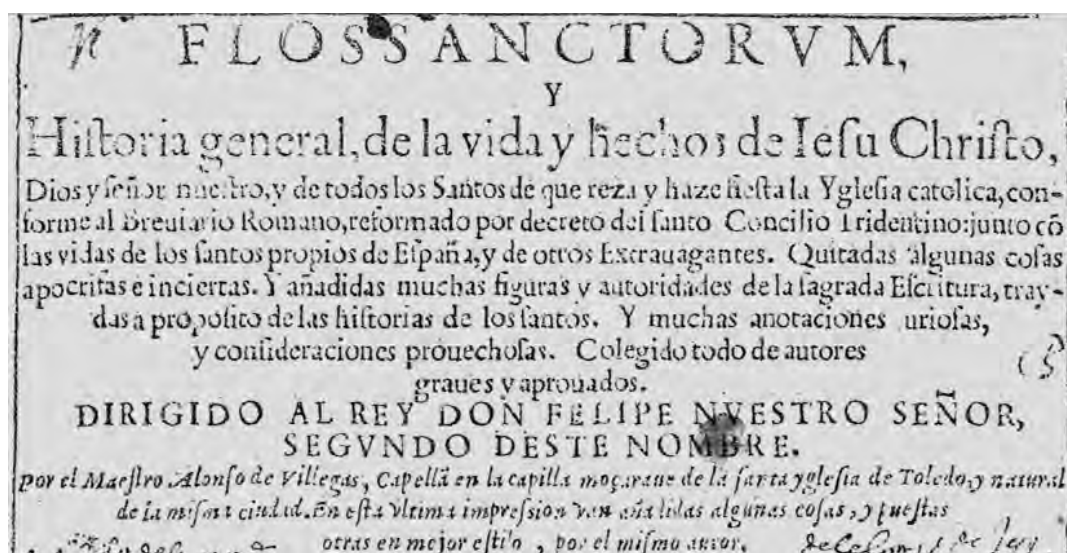 FLOS SANCTORVM,
Y
Hiſtoria general, de la vida y hechos de Ieſu Chriſto,
Dios y ſeñor nueſtro, y de todos los Santos de que reza y haze fieſta la Ygleſia catolica, con-
forme al Breuiario Romano, reformado por decreto del ſanto Concilio Tridentino: junto cõ
las vidas de los ſantos propios de Eſpaña, y de otros Extrauagantes. Quitadas algunas coſas
apocrifas e inciertas. Y añadidas muchas figuras y autoridades de la ſagrada Eſcritura, tray-
das a propoſito de las hiſtorias de los ſantos. Y muchas anotaciones curioſas,
y conſideraciones prouechoſas. Colegido todo de autores
graues y aprouados.
DIRIGIDO AL REY DON FELIPE NVESTRO SEÑOR,
SEGVNDO DESTE NOMBRE.
por el Maeſtro Alonſo de Villegas, Capellã en la capilla moçaraue de la ſanta ygleſia de Toledo, y natural
de la miſma ciudad. En eſta vltima impreſsion van añadidas algunas coſas, y pueſtas
otras en mejor eſtilo, por el miſmo autor.